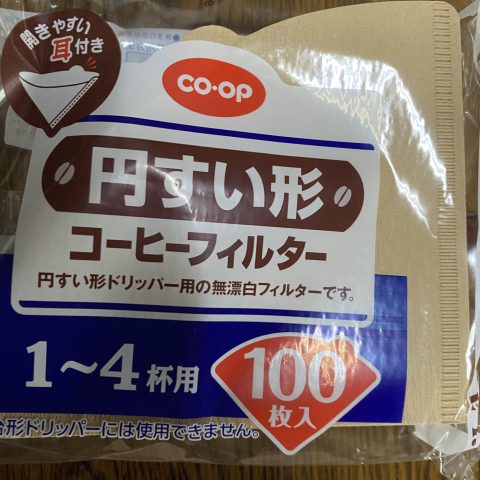 開きやすい
耳付き
CO·OP
円すい形
コーヒーフィルター
円すい形ドリッパー用の無漂白フィルターです。
1〜4杯用
100
枚入
形ドリッパーには使用できません。